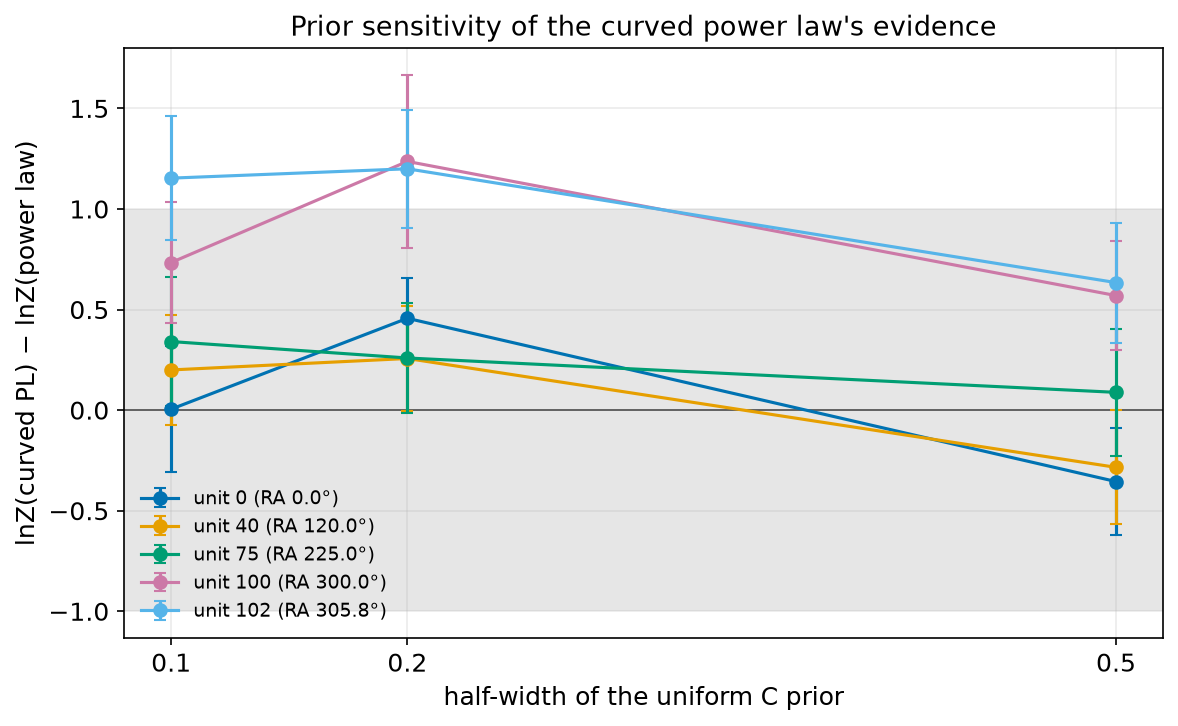 Prior sensitivity of the curved power law's evidence
lnZ(curved PL) − lnZ(power law)
1.5
1.0
0.5
0.0
−0.5
−1.0
unit 0 (RA 0.0°)
unit 40 (RA 120.0°)
unit 75 (RA 225.0°)
unit 100 (RA 300.0°)
unit 102 (RA 305.8°)
0.1
0.2
0.5
half-width of the uniform C prior